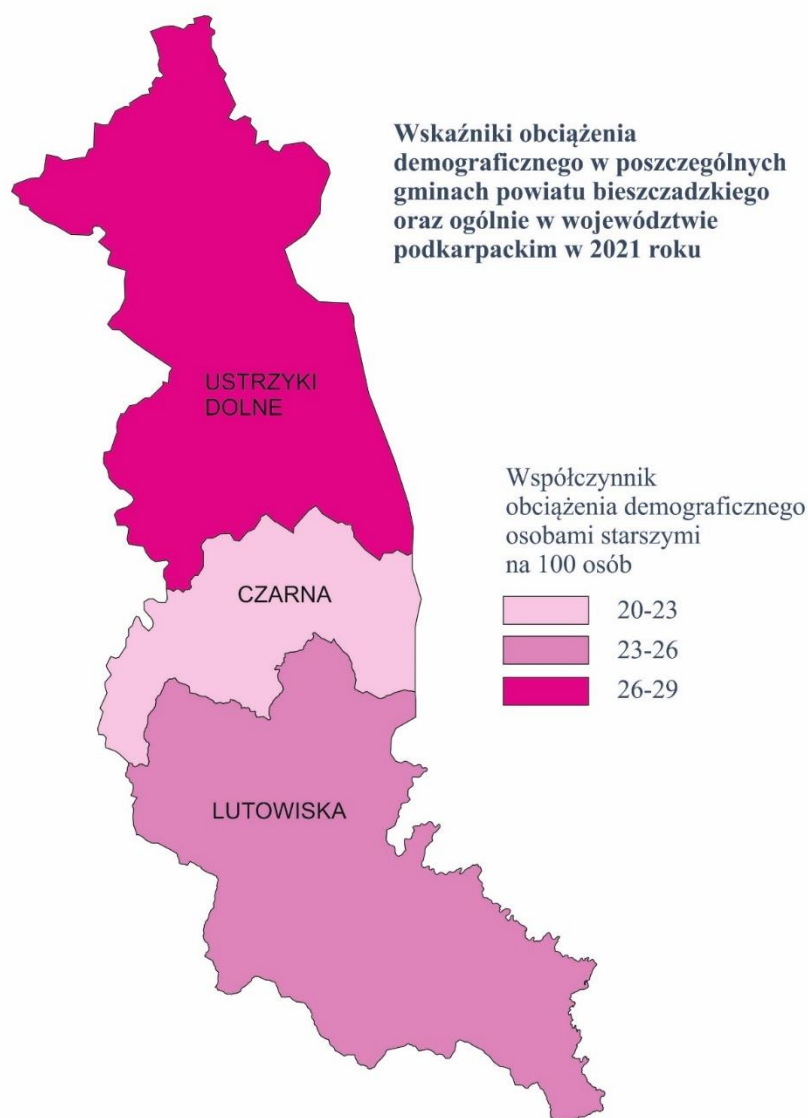 Wskaźniki obciążenia
demograficznego w poszczególnych
gminach powiatu bieszczadzkiego
oraz ogólnie w województwie
podkarpackim w 2021 roku
USTRZYKI
DOLNE
Współczynnik
obciążenia demograficznego
osobami starszymi
na 100 osób
20-23
23-26
26-29
CZARNA
LUTOWISKA